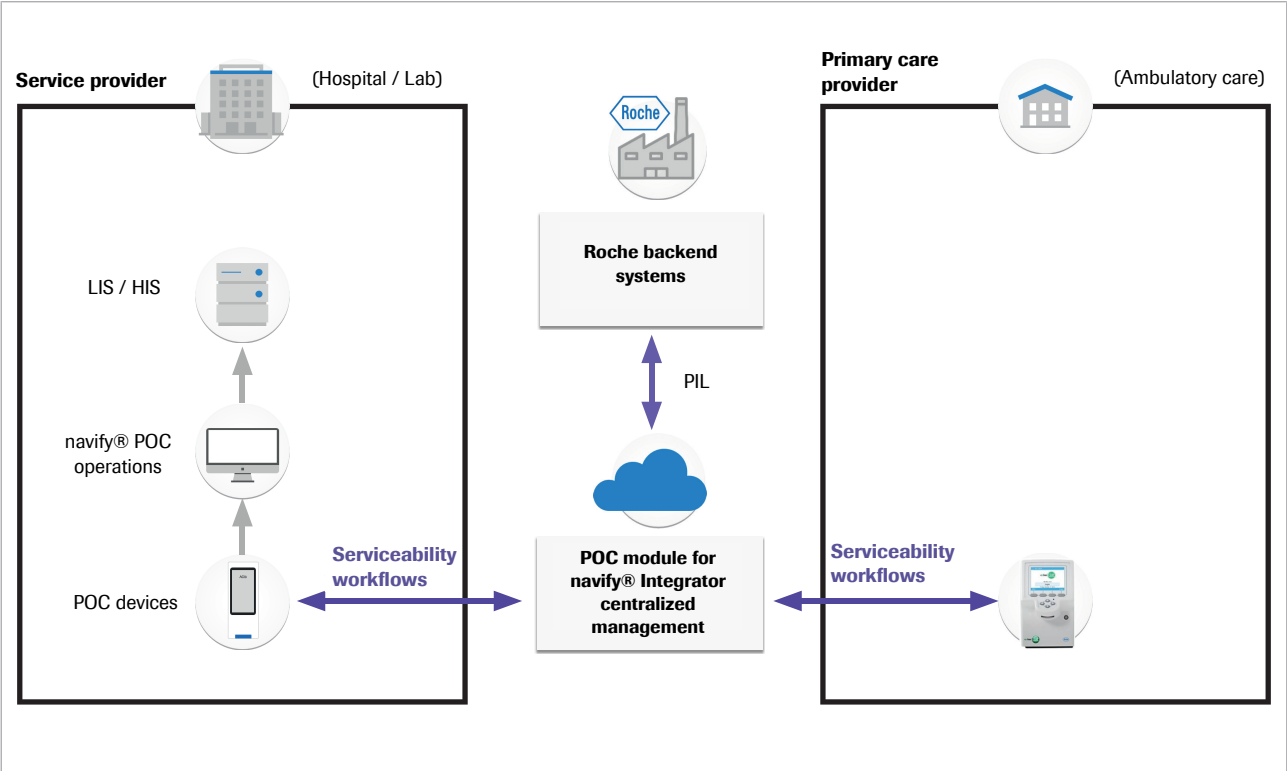 Service provider
(Hospital / Lab)
LIS / HIS
navify® POC
operations
POC devices
Serviceability
workflows
Roche
Roche backend
systems
PIL
POC module for
navify® Integrator
centralized
management
Primary care
provider
(Ambulatory care)
Serviceability
workflows